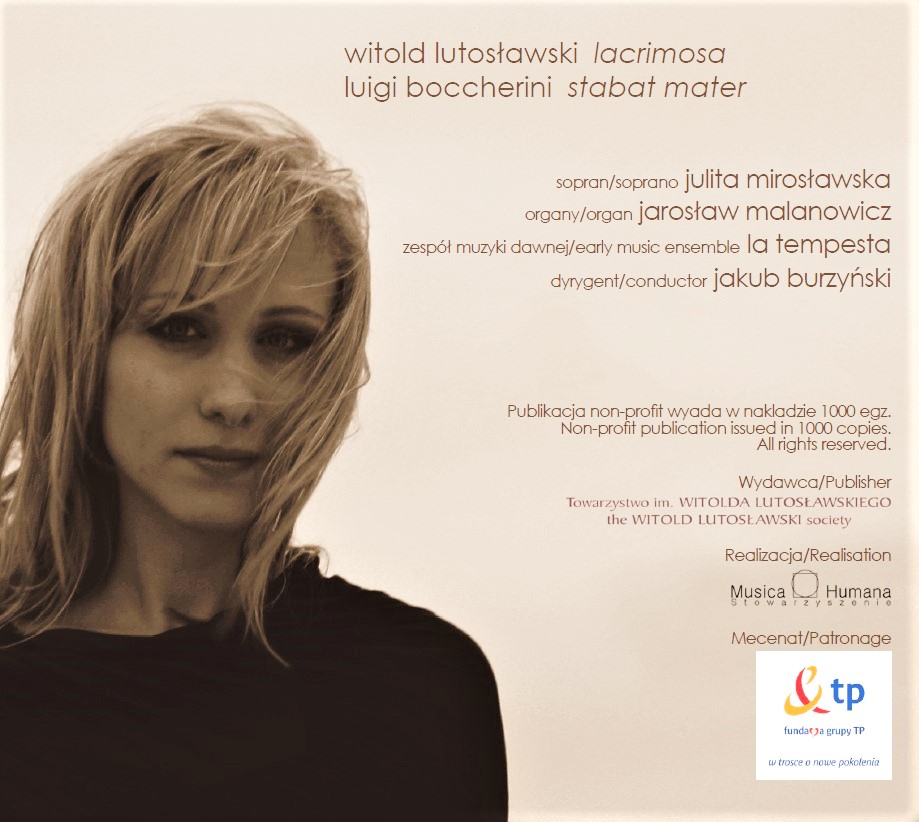 witold lutosławski lacrimosa
luigi boccherini stabat mater
sopran/soprano julita mirosławska
organy/organ jarosław malanowicz
zespół muzyki dawnej/early music ensemble la tempesta
dyrygent/conductor jakub burzyński
Publikacja non-profit wyada w nakladzie 1000 egz.
Non-profit publication issued in 1000 copies.
All rights reserved.
Wydawca/Publisher
Towarzystwo im. WITOLDA LUTOSŁAWSKIEGO
the WITOLD LUTOSŁAWSKI society
Realizacja/Realisation
Musica Humana
Stowarzyszenie
Mecenat/Patronage
tp
fundacja grupy TP
w trosce o nowe pokolenia